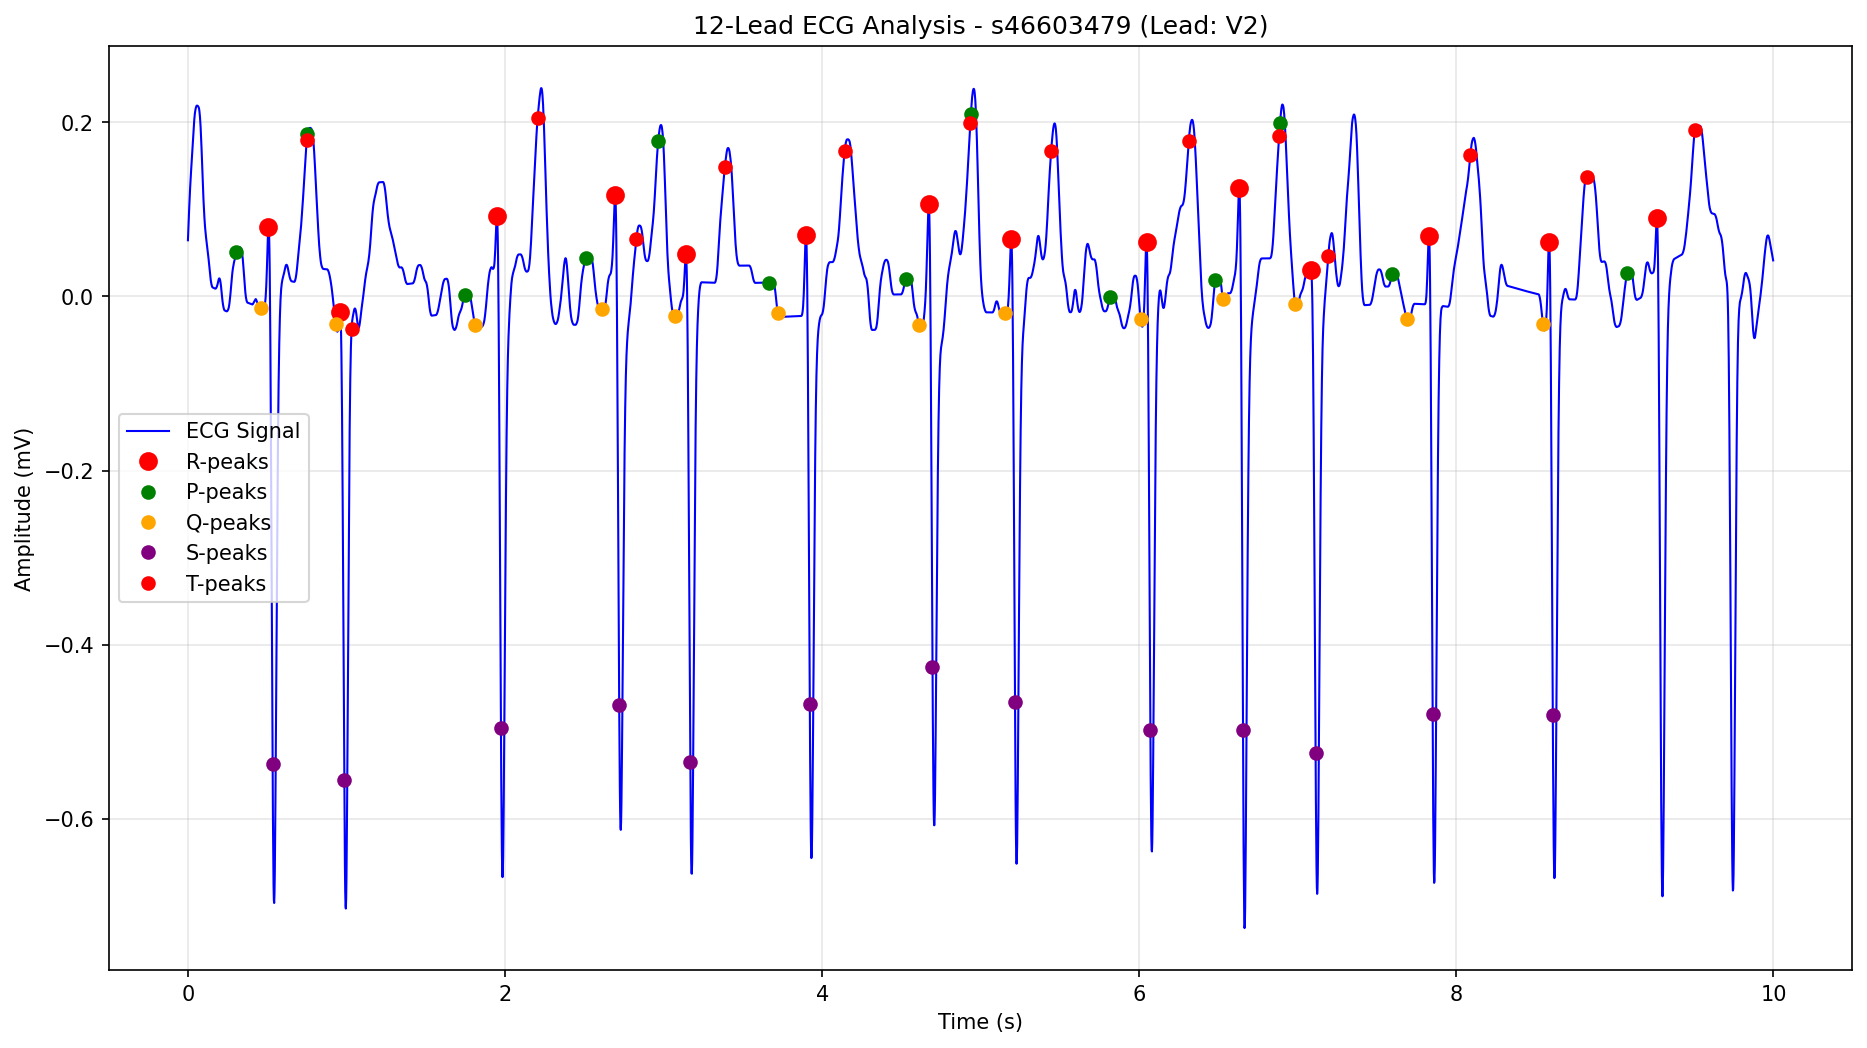 12-Lead ECG Analysis - s46603479 (Lead: V2)
Amplitude (mV)
0.2
0.0
−0.2
−0.4
−0.6
ECG Signal
R-peaks
P-peaks
Q-peaks
S-peaks
T-peaks
0 2 4 6 8 10
Time (s)